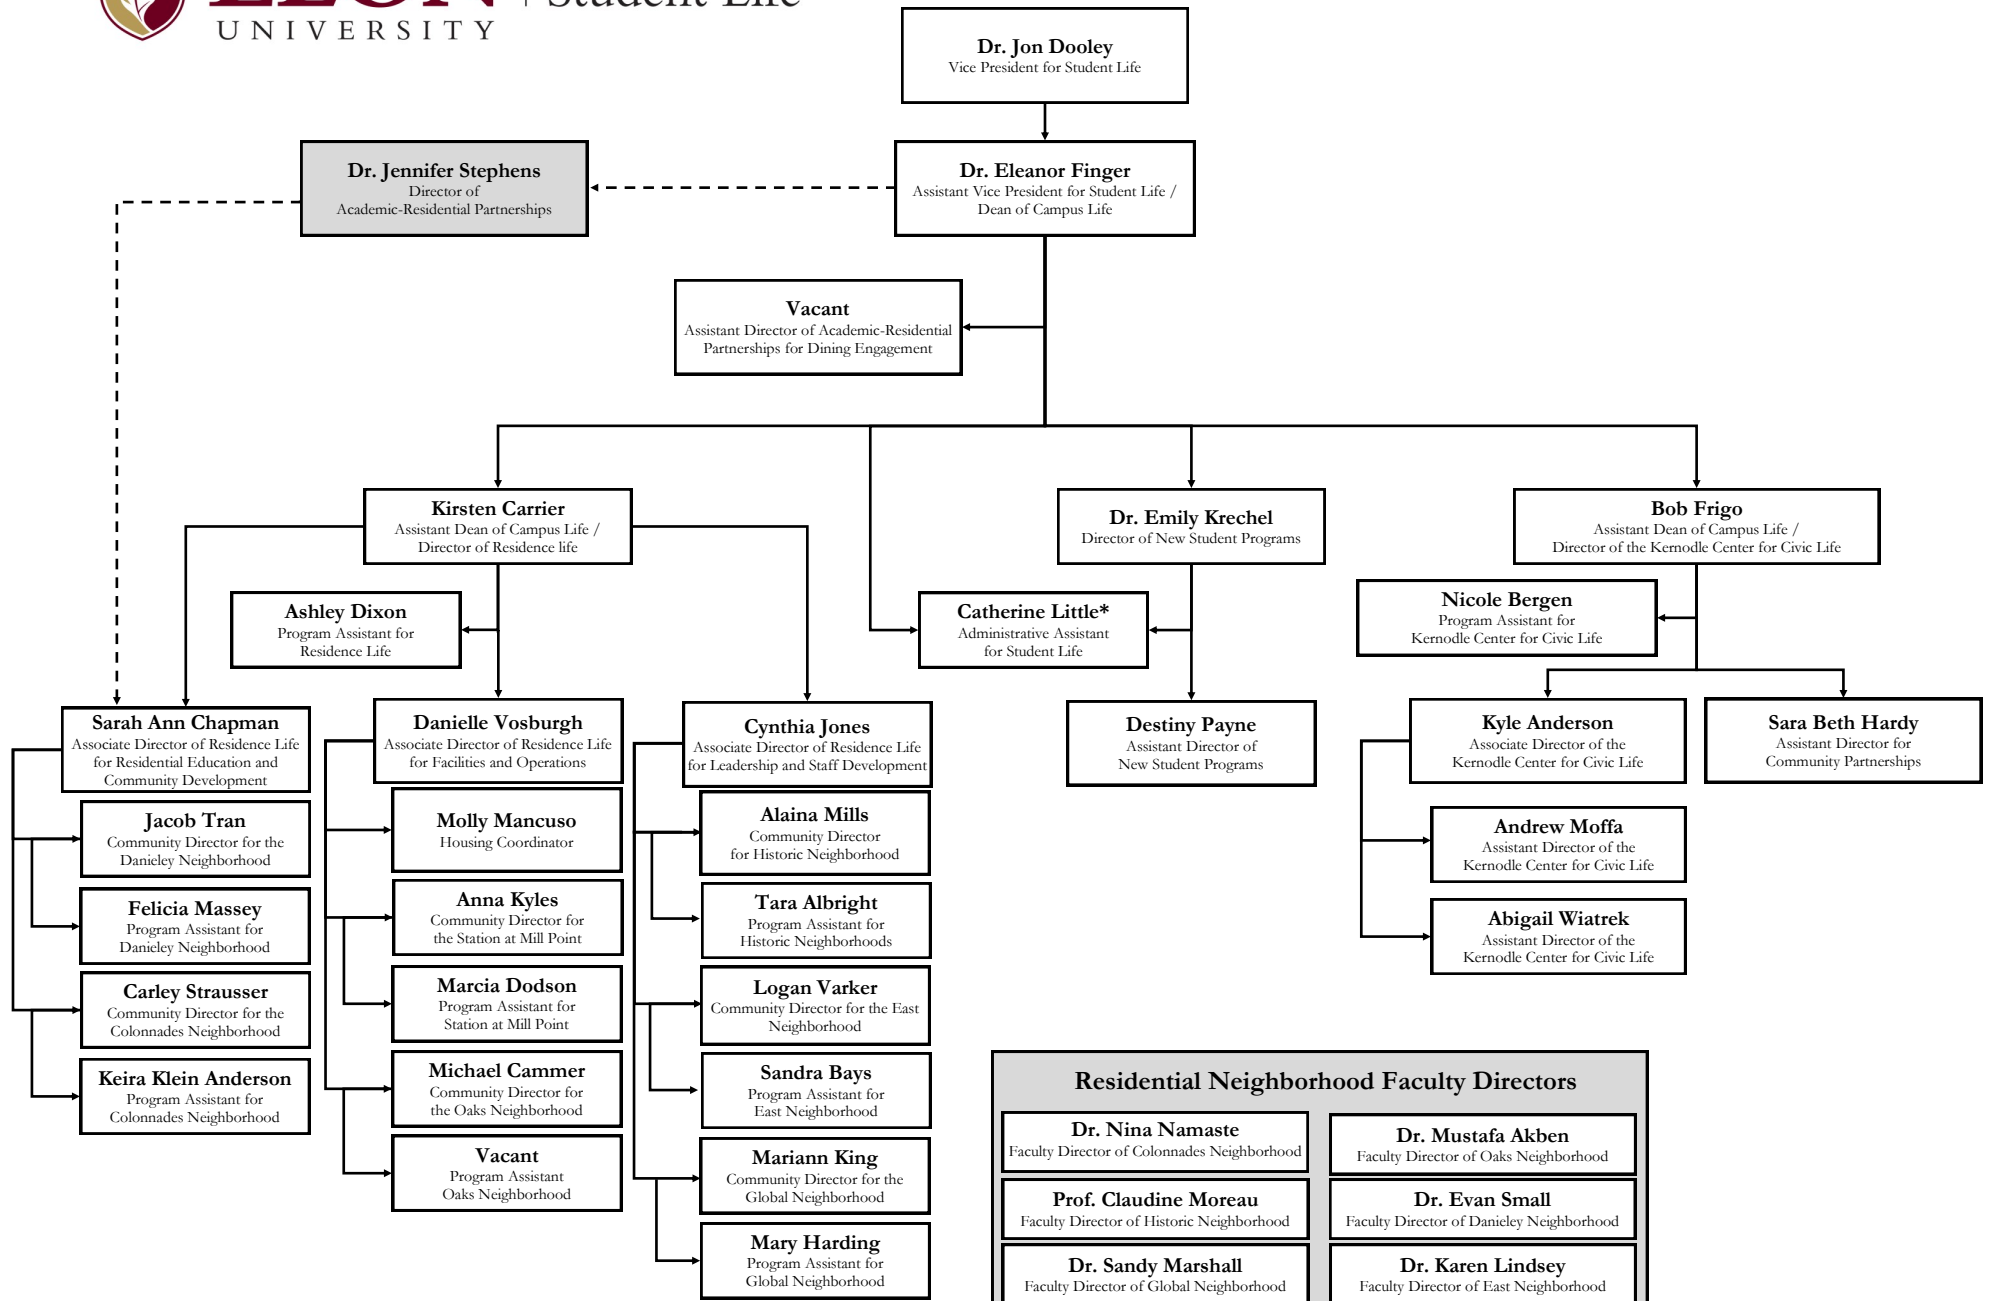 ELON | Student Life
UNIVERSITY
Dr. Jon Dooley
Vice President for Student Life
Dr. Jennifer Stephens
Director of
Academic-Residential Partnerships
Dr. Eleanor Finger
Assistant Vice President for Student Life /
Dean of Campus Life
Vacant
Assistant Director of Academic-Residential
Partnerships for Dining Engagement
Kirsten Carrier
Assistant Dean of Campus Life /
Director of Residence life
Dr. Emily Krechel
Director of New Student Programs
Bob Frigo
Assistant Dean of Campus Life /
Director of the Kernodle Center for Civic Life
Ashley Dixon
Program Assistant for
Residence Life
Catherine Little*
Administrative Assistant
for Student Life
Nicole Bergen
Program Assistant for
Kernodle Center for Civic Life
Sarah Ann Chapman
Associate Director of Residence Life
for Residential Education and
Community Development
Jacob Tran
Community Director for the
Danieley Neighborhood
Felicia Massey
Program Assistant for
Danieley Neighborhood
Carley Strausser
Community Director for the
Colonnades Neighborhood
Keira Klein Anderson
Program Assistant for
Colonnades Neighborhood
Danielle Vosburgh
Associate Director of Residence Life
for Facilities and Operations
Molly Mancuso
Housing Coordinator
Anna Kyles
Community Director for
the Station at Mill Point
Marcia Dodson
Program Assistant for
Station at Mill Point
Michael Cammer
Community Director for
the Oaks Neighborhood
Vacant
Program Assistant
Oaks Neighborhood
Cynthia Jones
Associate Director of Residence Life
for Leadership and Staff Development
Alaina Mills
Community Director
for Historic Neighborhood
Tara Albright
Program Assistant for
Historic Neighborhoods
Logan Varker
Community Director for the East
Neighborhood
Sandra Bays
Program Assistant for
East Neighborhood
Mariann King
Community Director for the
Global Neighborhood
Mary Harding
Program Assistant for
Global Neighborhood
Destiny Payne
Assistant Director of
New Student Programs
Kyle Anderson
Associate Director of the
Kernodle Center for Civic Life
Sara Beth Hardy
Assistant Director for
Community Partnerships
Andrew Moffa
Assistant Director of the
Kernodle Center for Civic Life
Abigail Wiatrek
Assistant Director of the
Kernodle Center for Civic Life
Residential Neighborhood Faculty Directors
Dr. Nina Namaste
Faculty Director of Colonnades Neighborhood
Dr. Mustafa Akben
Faculty Director of Oaks Neighborhood
Prof. Claudine Moreau
Faculty Director of Historic Neighborhood
Dr. Evan Small
Faculty Director of Danieley Neighborhood
Dr. Sandy Marshall
Faculty Director of Global Neighborhood
Dr. Karen Lindsey
Faculty Director of East Neighborhood